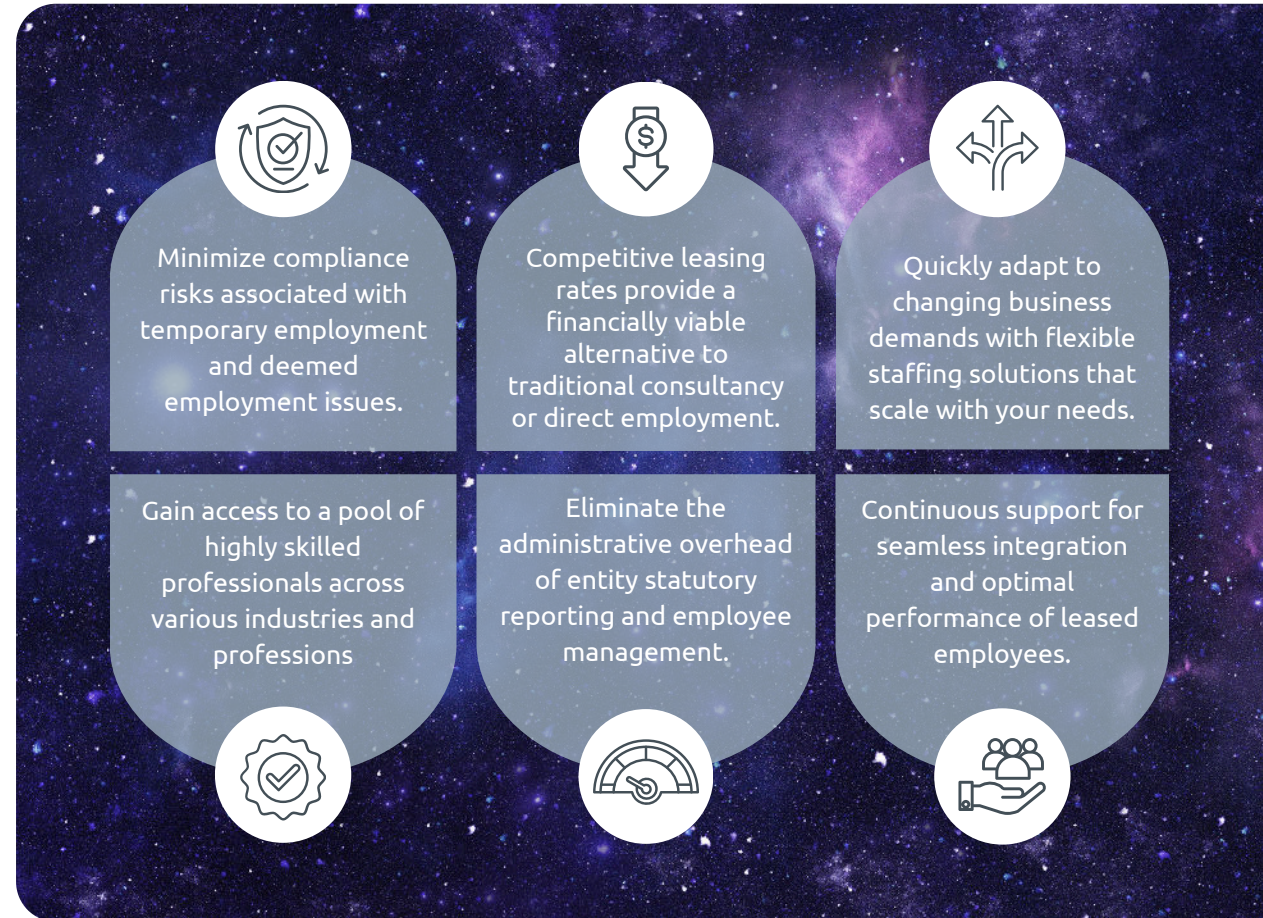 Minimize compliance
risks associated with
temporary employment
and deemed
employment issues.
Competitive leasing
rates provide a
financially viable
alternative to
traditional consultancy
or direct employment.
Quickly adapt to
changing business
demands with flexible
staffing solutions that
scale with your needs.
Gain access to a pool of
highly skilled
professionals across
various industries and
professions
Eliminate the
administrative overhead
of entity statutory
reporting and employee
management.
Continuous support for
seamless integration
and optimal
performance of leased
employees.